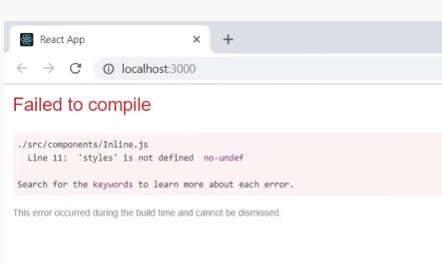 React App
localhost:3000
Failed to compile
./src/components/Inline.js
Line 11: 'styles' is not defined no-undef
Search for the keywords to learn more about each error.
This error occurred during the build time and cannot be dismissed.